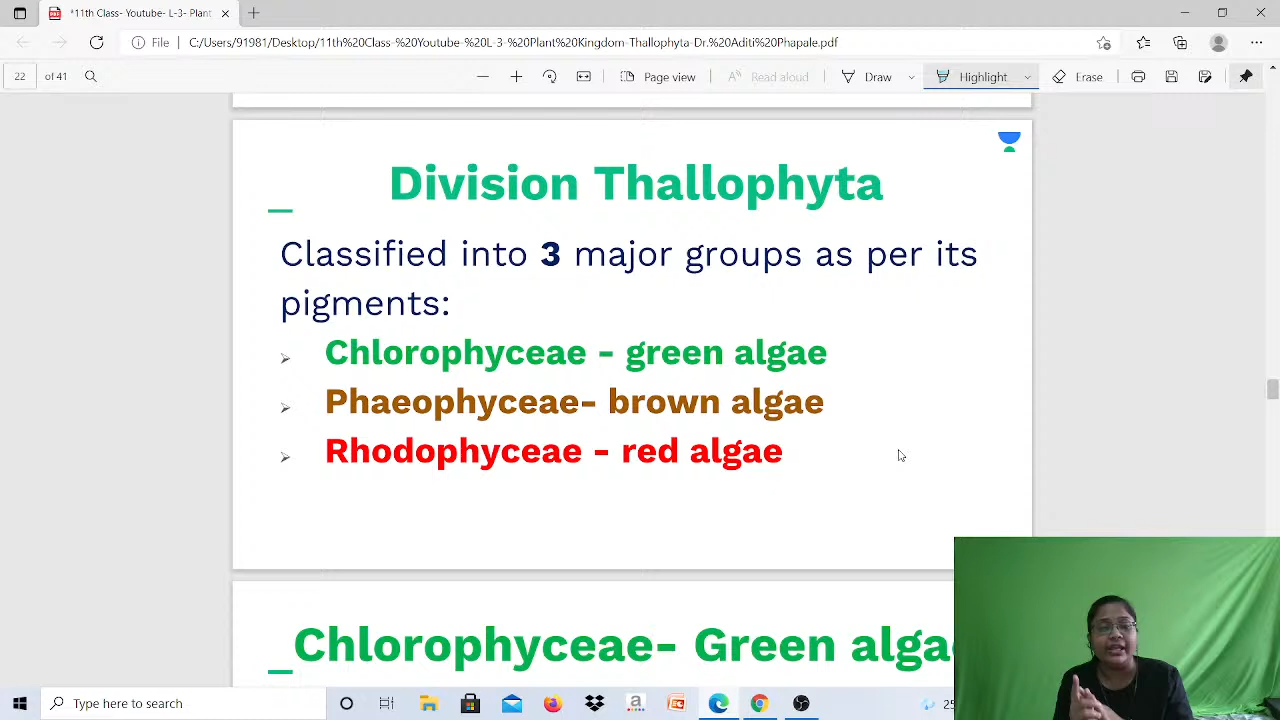 *11th Class- Youtube- L-3- Plant
File
C:/Users/91981/Desktop/11th%20Class-%20Youtube-%20L-3-%20Plant%20Kingdom-Thallophyta-Dr.%20Aditi%20Phapale.pdf
22 of 41
Page view
Read aloud
Draw
Highlight
Erase
Division Thallophyta
Classified into 3 major groups as per its
pigments:
Chlorophyceae - green algae
Phaeophyceae- brown algae
Rhodophyceae - red algae
Chlorophyceae- Green algae
Type here to search